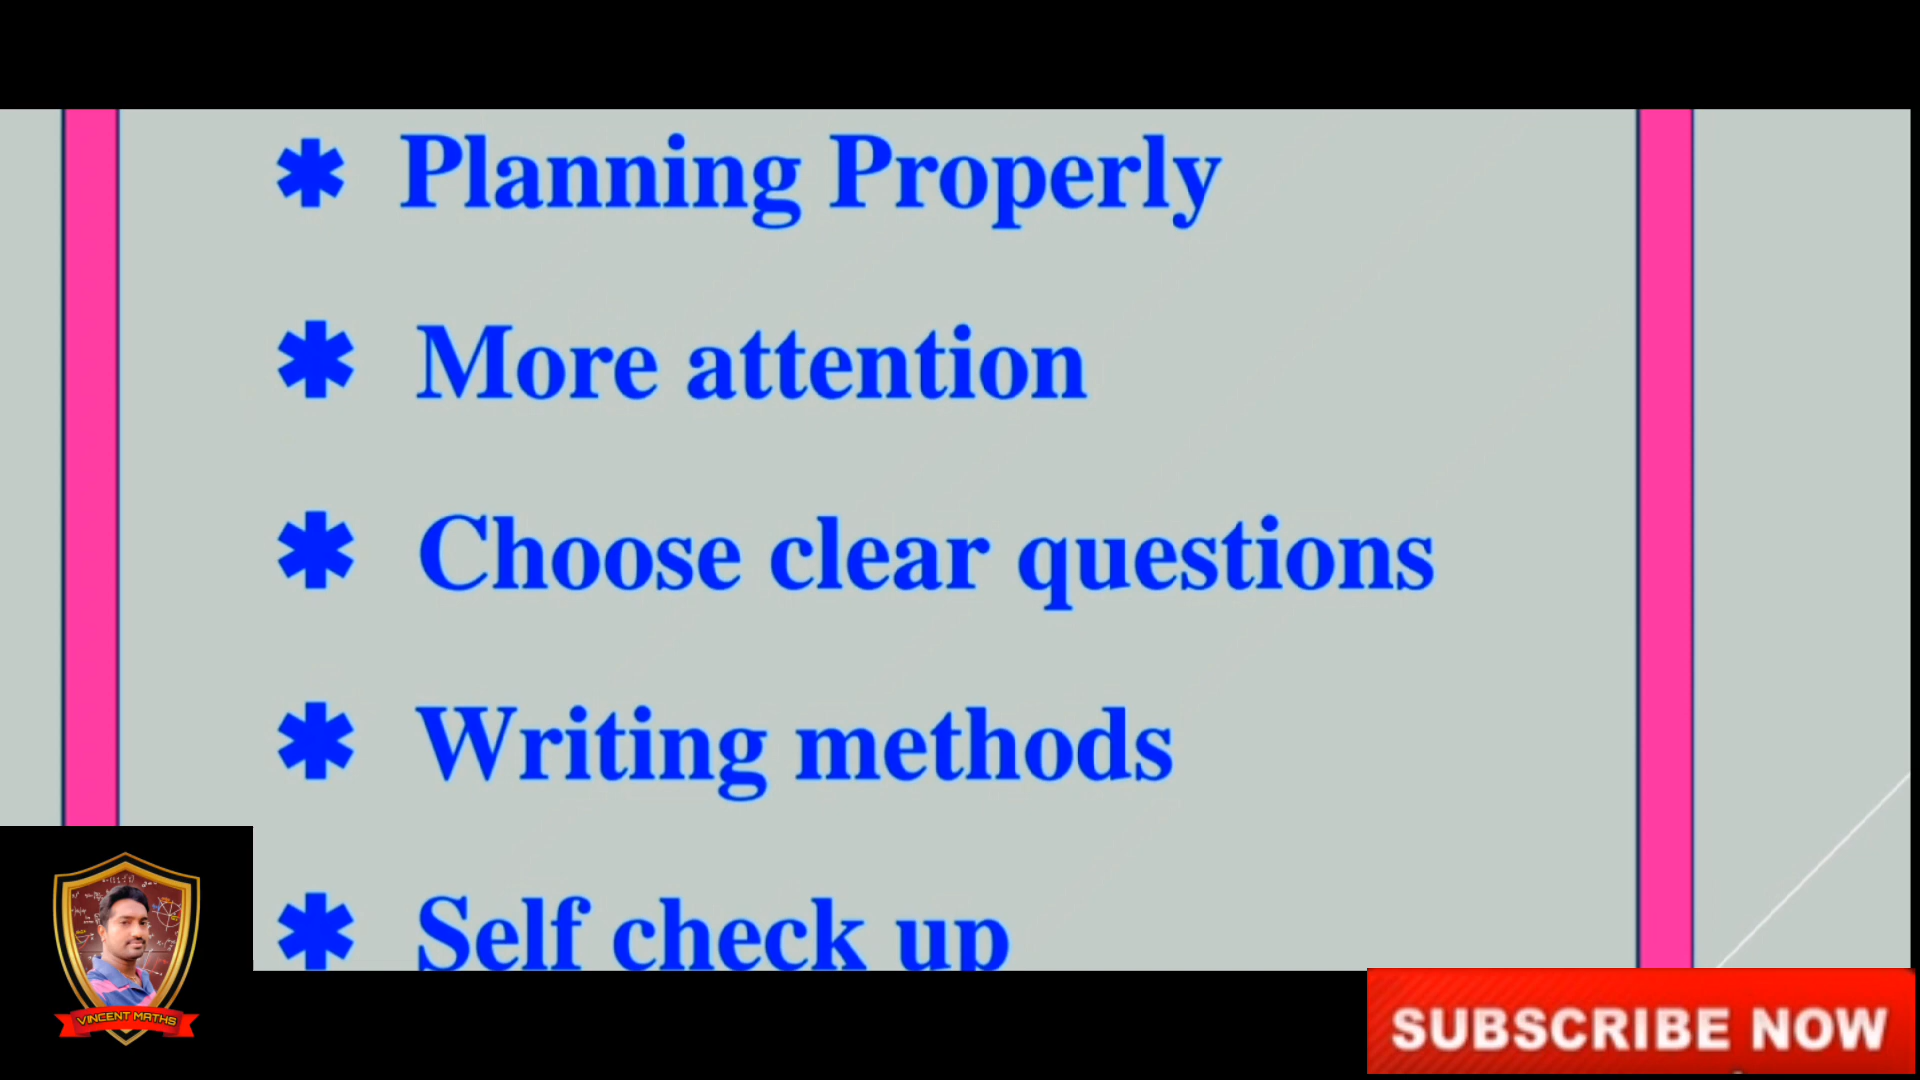 ✱ Planning Properly
✱ More attention
✱ Choose clear questions
✱ Writing methods
✱ Self check up
VINCENT MATHS
SUBSCRIBE NOW